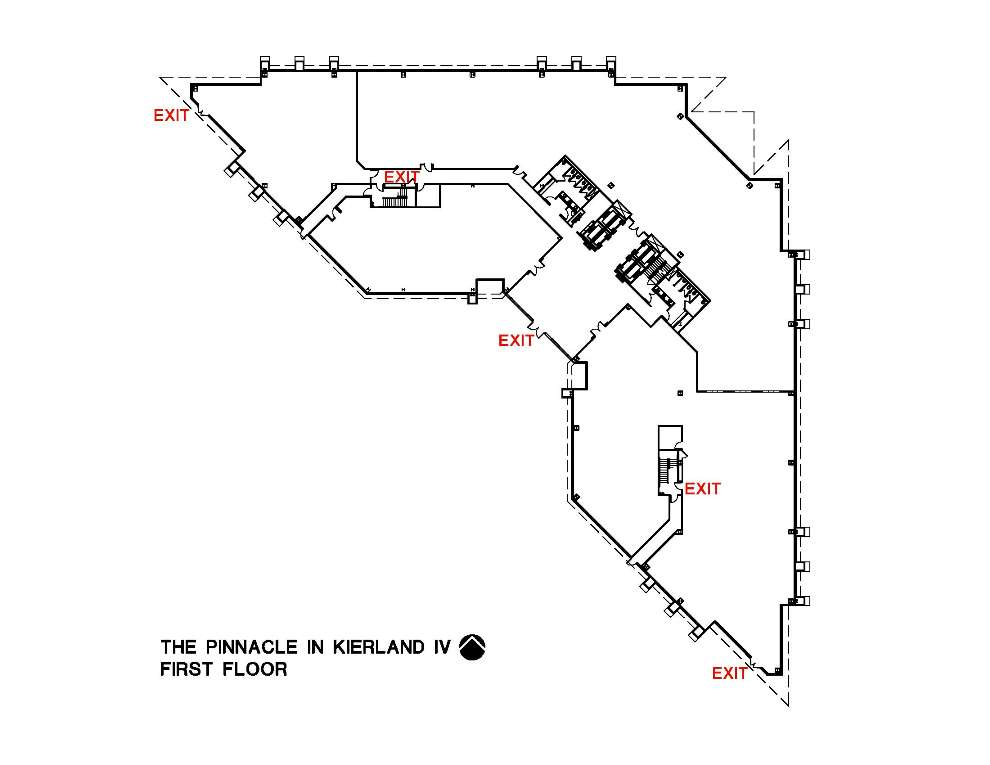 EXIT
EXIT
EXIT
EXIT
THE PINNACLE IN KIERLAND IV
FIRST FLOOR
EXIT